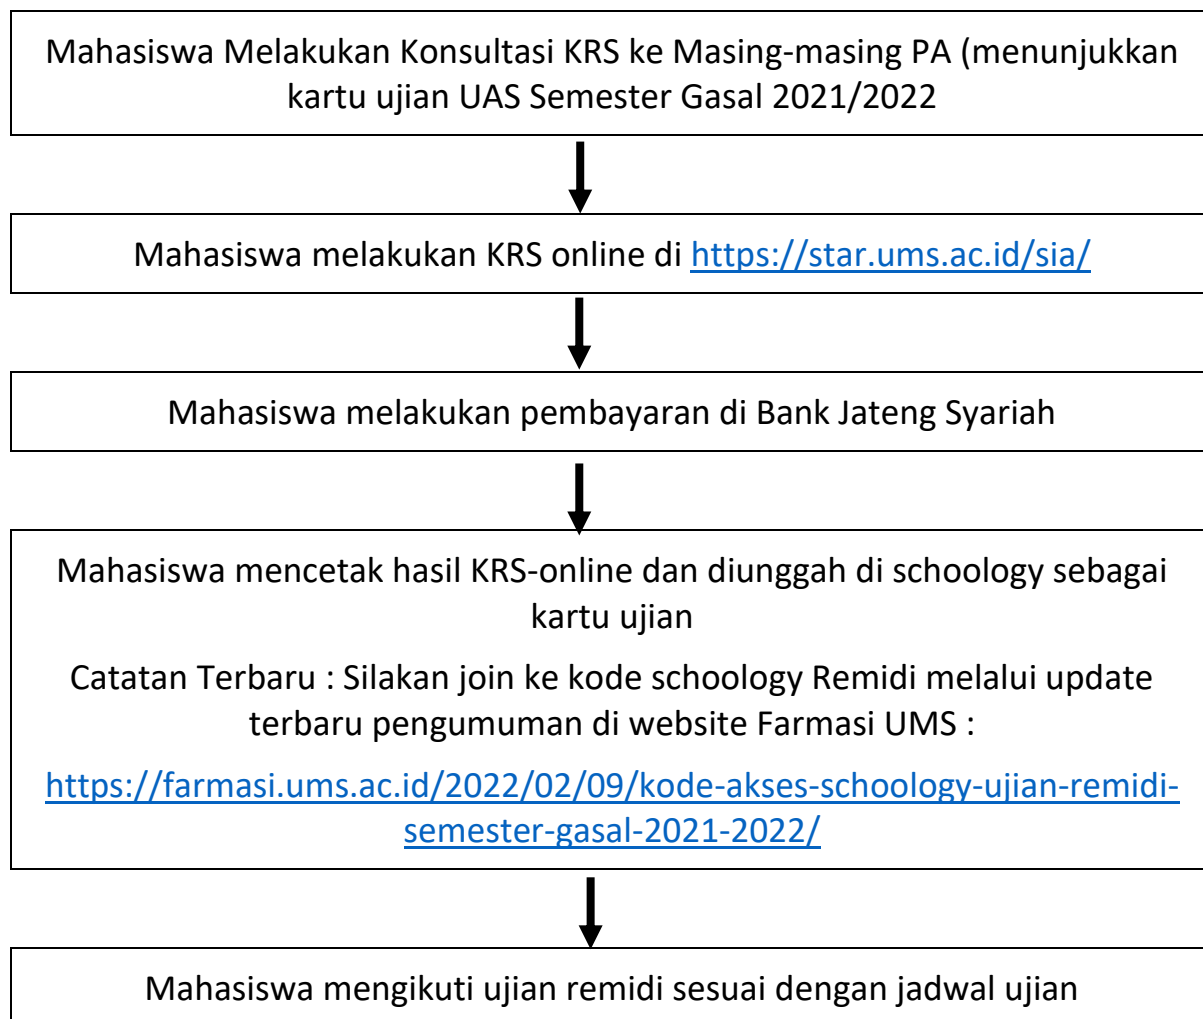 Mahasiswa Melakukan Konsultasi KRS ke Masing-masing PA (menunjukkan
kartu ujian UAS Semester Gasal 2021/2022
Mahasiswa melakukan KRS online di https://star.ums.ac.id/sia/
Mahasiswa melakukan pembayaran di Bank Jateng Syariah
Mahasiswa mencetak hasil KRS-online dan diunggah di schoology sebagai
kartu ujian
Catatan Terbaru : Silakan join ke kode schoology Remidi melalui update
terbaru pengumuman di website Farmasi UMS :
https://farmasi.ums.ac.id/2022/02/09/kode-akses-schoology-ujian-remidi-
semester-gasal-2021-2022/
Mahasiswa mengikuti ujian remidi sesuai dengan jadwal ujian